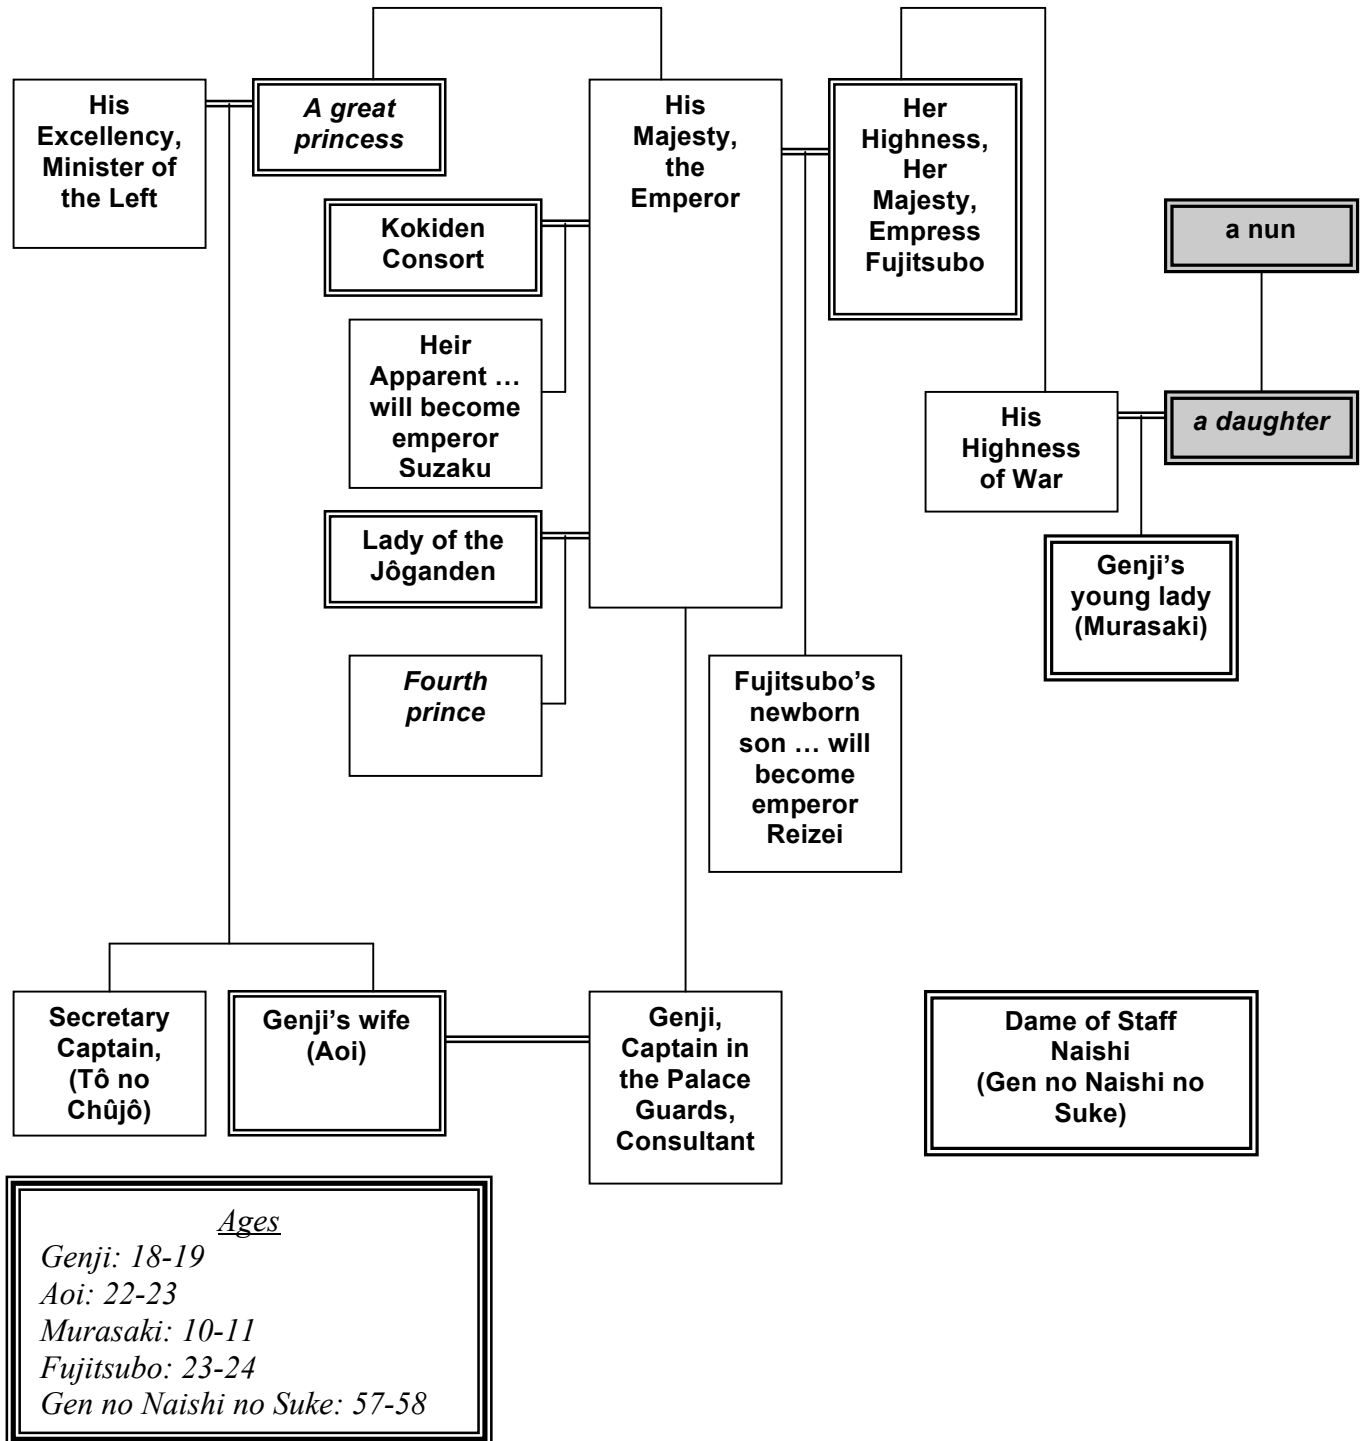 His
Excellency,
Minister of
the Left
A great
princess
His
Majesty,
the
Emperor
Her
Highness,
Her
Majesty,
Empress
Fujitsubo
a nun
Kokiden
Consort
Heir
Apparent … 
will become
emperor
Suzaku
His
Highness
of War
a daughter
Lady of the
Jôganden
Genji’s
young lady
(Murasaki)
Fourth
prince
Fujitsubo’s
newborn
son … will
become
emperor
Reizei
Secretary
Captain,
(Tô no
Chûjô)
Genji’s wife
(Aoi)
Genji,
Captain in
the Palace
Guards,
Consultant
Dame of Staff
Naishi
(Gen no Naishi no
Suke)
Ages
Genji: 18-19
Aoi: 22-23
Murasaki: 10-11
Fujitsubo: 23-24
Gen no Naishi no Suke: 57-58